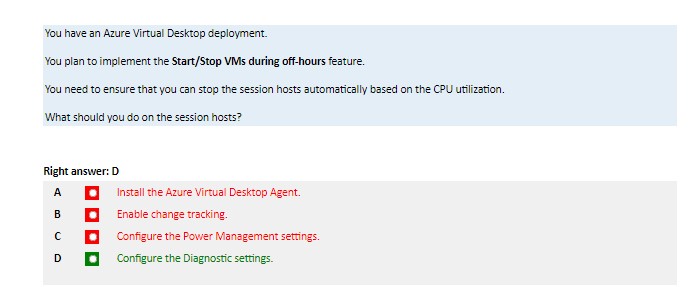 You have an Azure Virtual Desktop deployment.
You plan to implement the Start/Stop VMs during off-hours feature.
You need to ensure that you can stop the session hosts automatically based on the CPU utilization.
What should you do on the session hosts?
Right answer: D
A Install the Azure Virtual Desktop Agent.
B Enable change tracking.
C Configure the Power Management settings.
D Configure the Diagnostic settings.